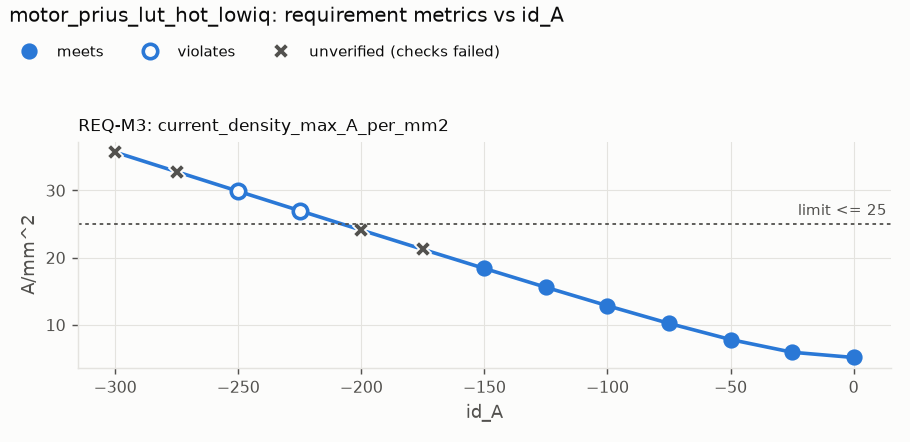 motor_prius_lut_hot_lowiq: requirement metrics vs id_A
meets violates unverified (checks failed)
REQ-M3: current_density_max_A_per_mm2
A/mm^2
30
20
10
limit <= 25
−300 −250 −200 −150 −100 −50 0
id_A